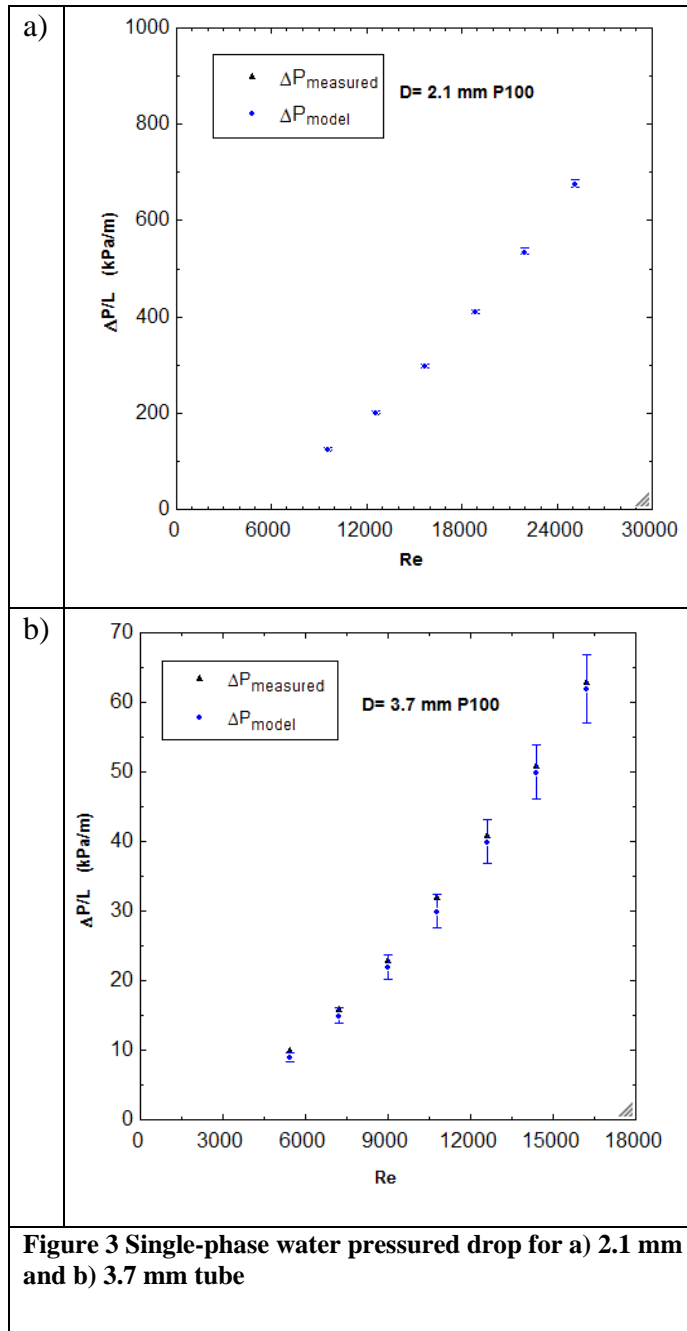 a)
1000
800
600
400
200
0
ΔP/L (kPa/m)
ΔPmeasured
ΔPmodel
D= 2.1 mm P100
0 6000 12000 18000 24000 30000
Re
b)
70
60
50
40
30
20
10
0
ΔP/L (kPa/m)
ΔPmeasured
ΔPmodel
D= 3.7 mm P100
0 3000 6000 9000 12000 15000 18000
Re
Figure 3 Single-phase water pressured drop for a) 2.1 mm
and b) 3.7 mm tube